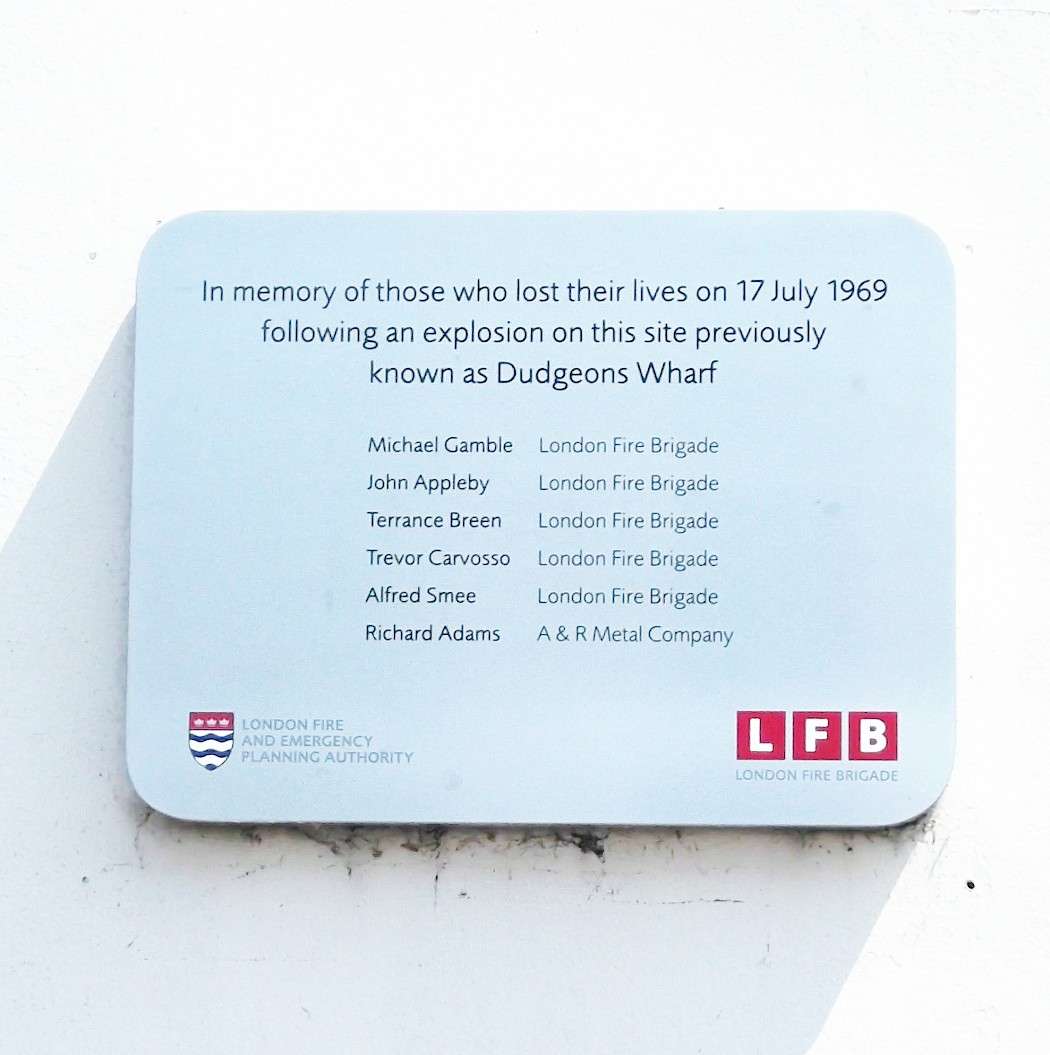 In memory of those who lost their lives on 17 July 1969
following an explosion on this site previously
known as Dudgeons Wharf
Michael Gamble London Fire Brigade
John Appleby London Fire Brigade
Terrance Breen London Fire Brigade
Trevor Carvosso London Fire Brigade
Alfred Smee London Fire Brigade
Richard Adams A & R Metal Company
LONDON FIRE
AND EMERGENCY
PLANNING AUTHORITY
LFB
LONDON FIRE BRIGADE